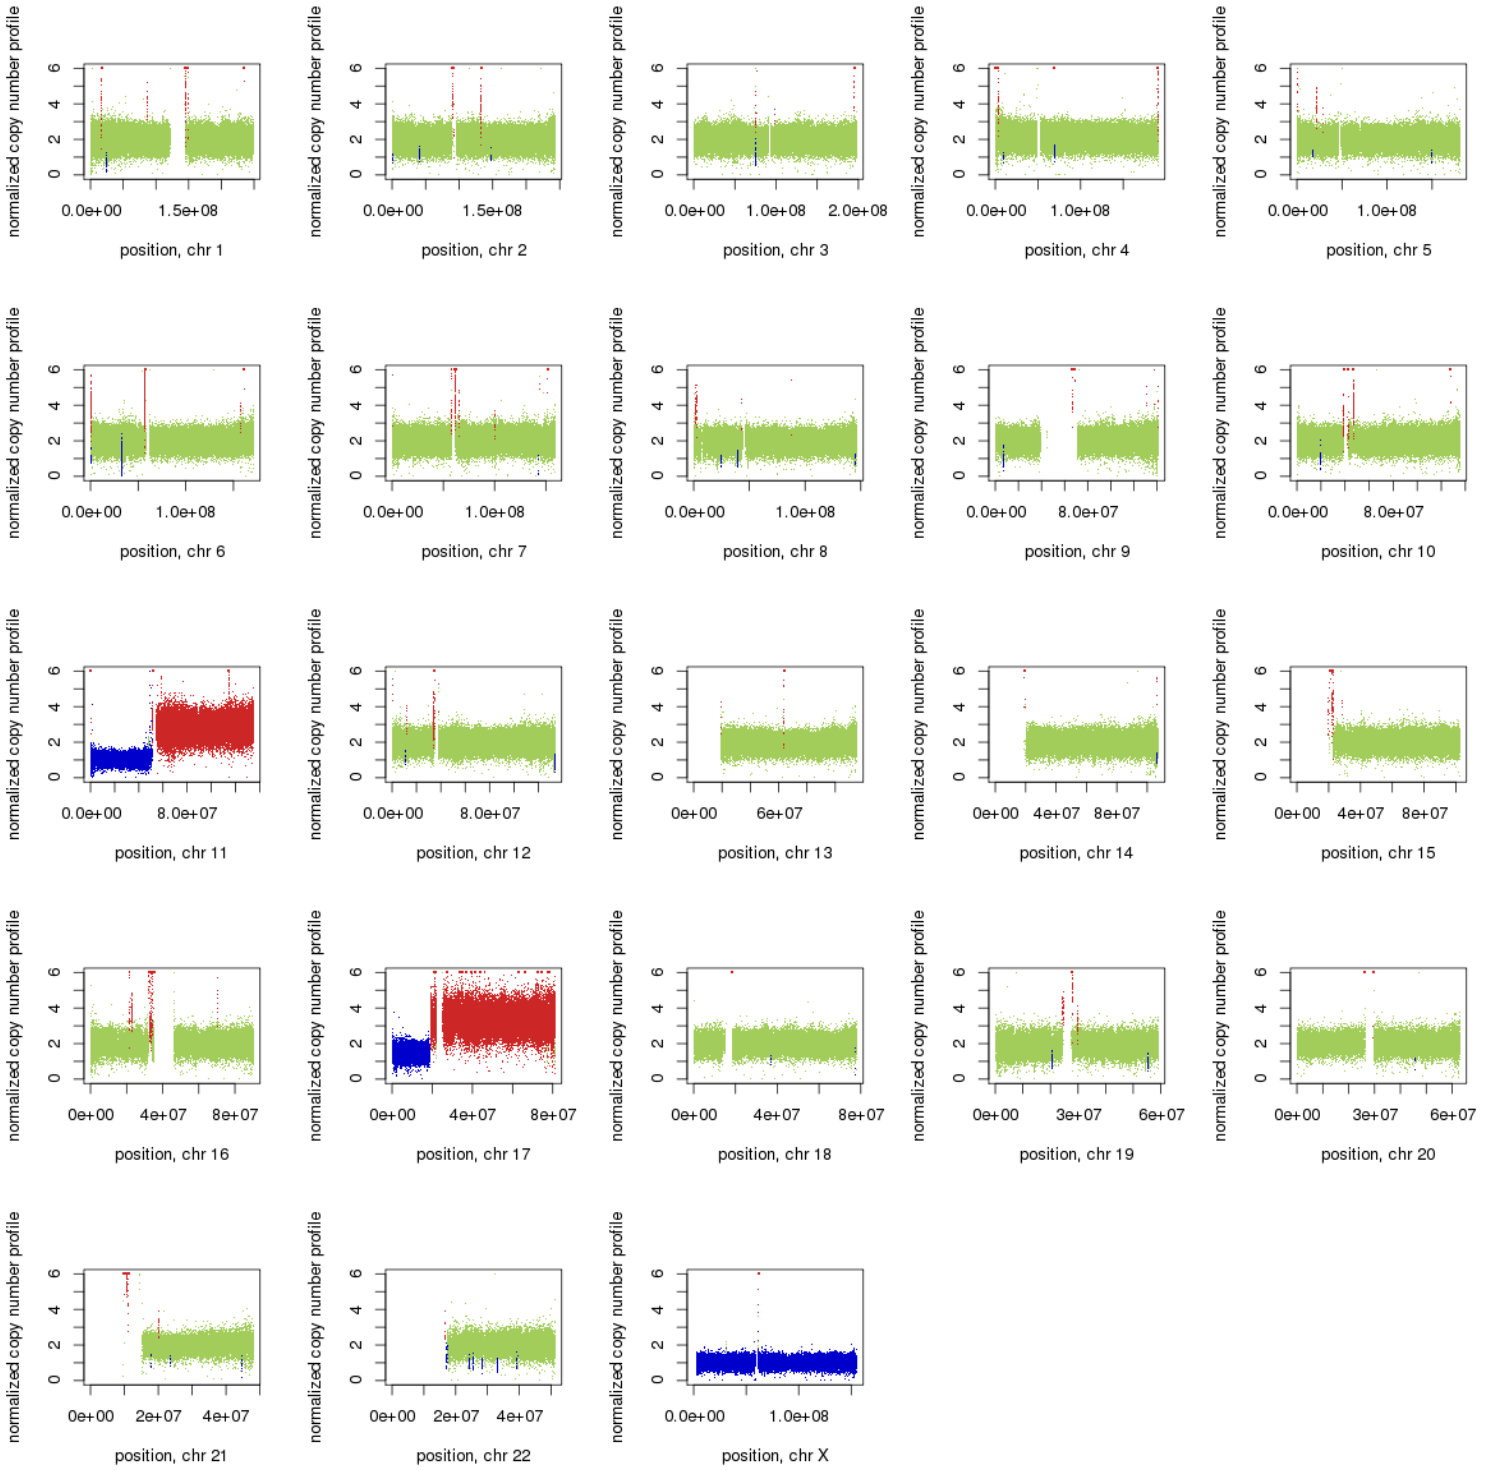 normalized copy number profile
6
4
2
0
0.0e+00 1.5e+08
position, chr 1
normalized copy number profile
6
4
2
0
0.0e+00 1.5e+08
position, chr 2
normalized copy number profile
6
4
2
0
0.0e+00 1.0e+08 2.0e+08
position, chr 3
normalized copy number profile
6
4
2
0
0.0e+00 1.0e+08
position, chr 4
normalized copy number profile
6
4
2
0
0.0e+00 1.0e+08
position, chr 5
normalized copy number profile
6
4
2
0
0.0e+00 1.0e+08
position, chr 6
normalized copy number profile
6
4
2
0
0.0e+00 1.0e+08
position, chr 7
normalized copy number profile
6
4
2
0
0.0e+00 1.0e+08
position, chr 8
normalized copy number profile
6
4
2
0
0.0e+00 8.0e+07
position, chr 9
normalized copy number profile
6
4
2
0
0.0e+00 8.0e+07
position, chr 10
normalized copy number profile
6
4
2
0
0.0e+00 8.0e+07
position, chr 11
normalized copy number profile
6
4
2
0
0.0e+00 8.0e+07
position, chr 12
normalized copy number profile
6
4
2
0
0e+00 6e+07
position, chr 13
normalized copy number profile
6
4
2
0
0e+00 4e+07 8e+07
position, chr 14
normalized copy number profile
6
4
2
0
0e+00 4e+07 8e+07
position, chr 15
normalized copy number profile
6
4
2
0
0e+00 4e+07 8e+07
position, chr 16
normalized copy number profile
6
4
2
0
0e+00 4e+07 8e+07
position, chr 17
normalized copy number profile
6
4
2
0
0e+00 4e+07 8e+07
position, chr 18
normalized copy number profile
6
4
2
0
0e+00 3e+07 6e+07
position, chr 19
normalized copy number profile
6
4
2
0
0e+00 3e+07 6e+07
position, chr 20
normalized copy number profile
6
4
2
0
0e+00 2e+07 4e+07
position, chr 21
normalized copy number profile
6
4
2
0
0e+00 2e+07 4e+07
position, chr 22
normalized copy number profile
6
4
2
0
0.0e+00 1.0e+08
position, chr X